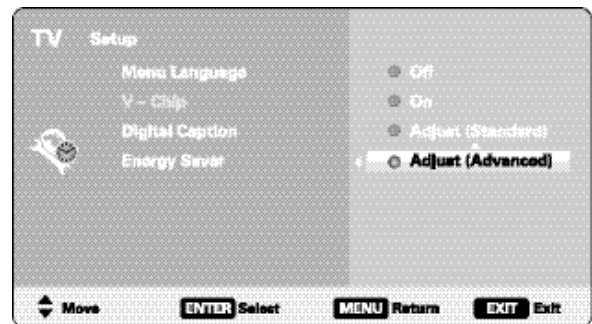 TV Setup
Menu Language
Off
V - Chip
On
Digital Caption
Adjust (Standard)
Energy Saver
Adjust (Advanced)
Move ENTER Select MENU Return EXIT Exit